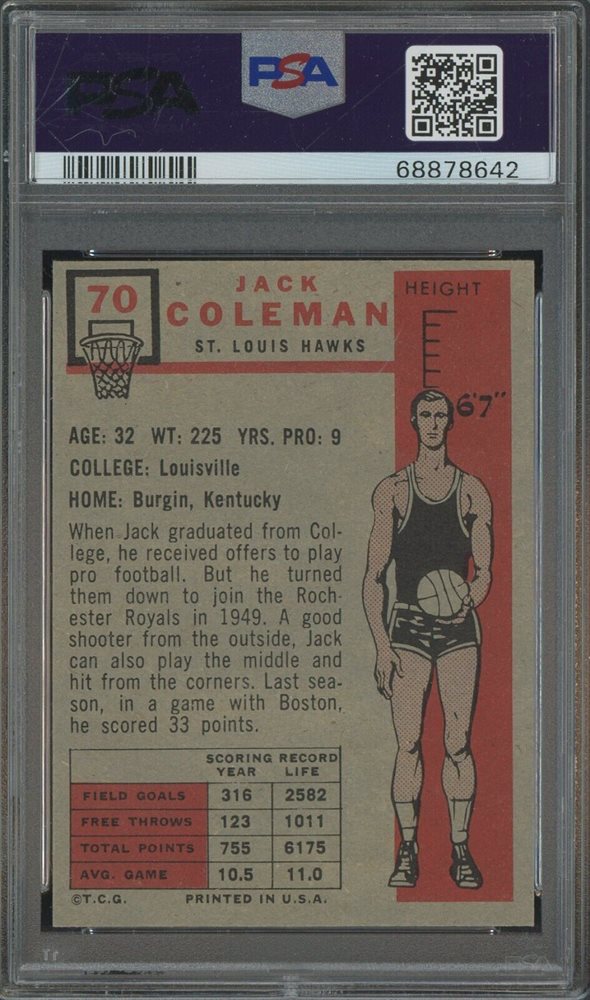 PSA
PSA
68878642
70
JACK
COLEMAN
ST. LOUIS HAWKS
HEIGHT
6'7"
AGE: 32 WT: 225 YRS. PRO: 9
COLLEGE: Louisville
HOME: Burgin, Kentucky
When Jack graduated from Col-
lege, he received offers to play
pro football. But he turned
them down to join the Roch-
ester Royals in 1949. A good
shooter from the outside, Jack
can also play the middle and
hit from the corners. Last sea-
son, in a game with Boston,
he scored 33 points.
SCORING RECORD
YEAR LIFE
FIELD GOALS 316 2582
FREE THROWS 123 1011
TOTAL POINTS 755 6175
AVG. GAME 10.5 11.0
©T.C.G. PRINTED IN U.S.A.